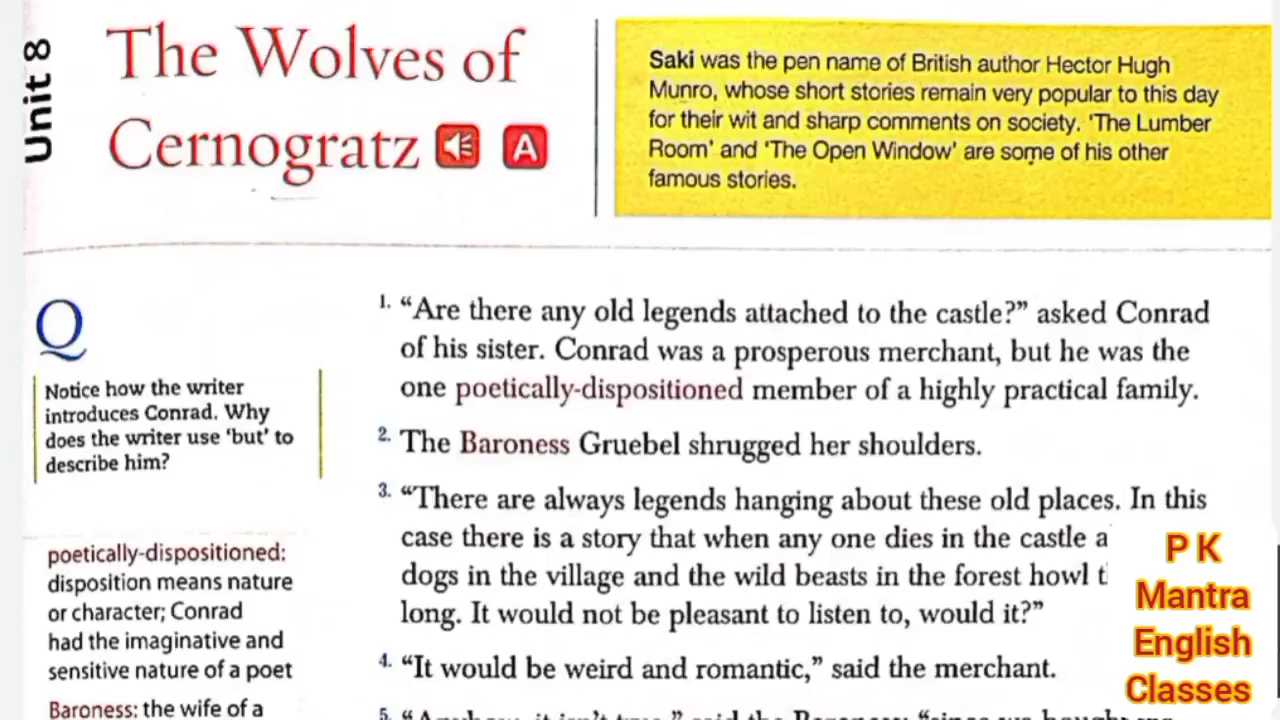 Unit 8
The Wolves of
Cernogratz
A
Saki was the pen name of British author Hector Hugh
Munro, whose short stories remain very popular to this day
for their wit and sharp comments on society. 'The Lumber
Room' and 'The Open Window' are some of his other
famous stories.
Q
Notice how the writer
introduces Conrad. Why
does the writer use 'but' to
describe him?
poetically-dispositioned:
disposition means nature
or character; Conrad
had the imaginative and
sensitive nature of a poet
Baroness: the wife of a
1. “Are there any old legends attached to the castle?” asked Conrad
of his sister. Conrad was a prosperous merchant, but he was the
one poetically-dispositioned member of a highly practical family.
2. The Baroness Gruebel shrugged her shoulders.
3. “There are always legends hanging about these old places. In this
case there is a story that when any one dies in the castle a
dogs in the village and the wild beasts in the forest howl
long. It would not be pleasant to listen to, would it?”
4. “It would be weird and romantic,” said the merchant.
P K
Mantra
English
Classes